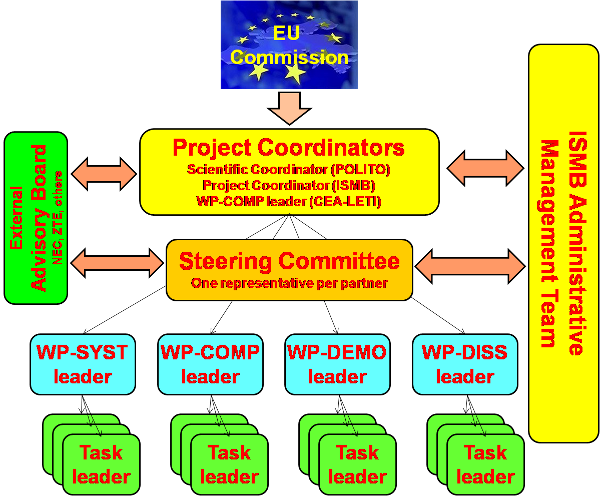 EU
Commission
Project Coordinators
Scientific Coordinator (POLITO)
Project Coordinator (ISMB)
WP-COMP leader (CEA-LETI)
External
Advisory Board
NEC, ZTE, others
ISMB Administrative
Management Team
Steering Committee
One representative per partner
WP-SYST
leader
WP-COMP
leader
WP-DEMO
leader
WP-DISS
leader
Task
leader
Task
leader
Task
leader
Task
leader